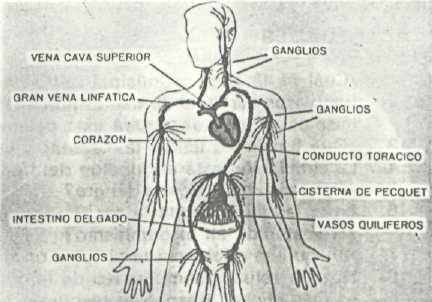 GANGLIOS
VENA CAVA SUPERIOR
GRAN VENA LINFATICA
GANGLIOS
CORAZON
CONDUCTO TORACICO
CISTERNA DE PECQUET
INTESTINO DELGADO
VASOS QUILIFEROS
GANGLIOS